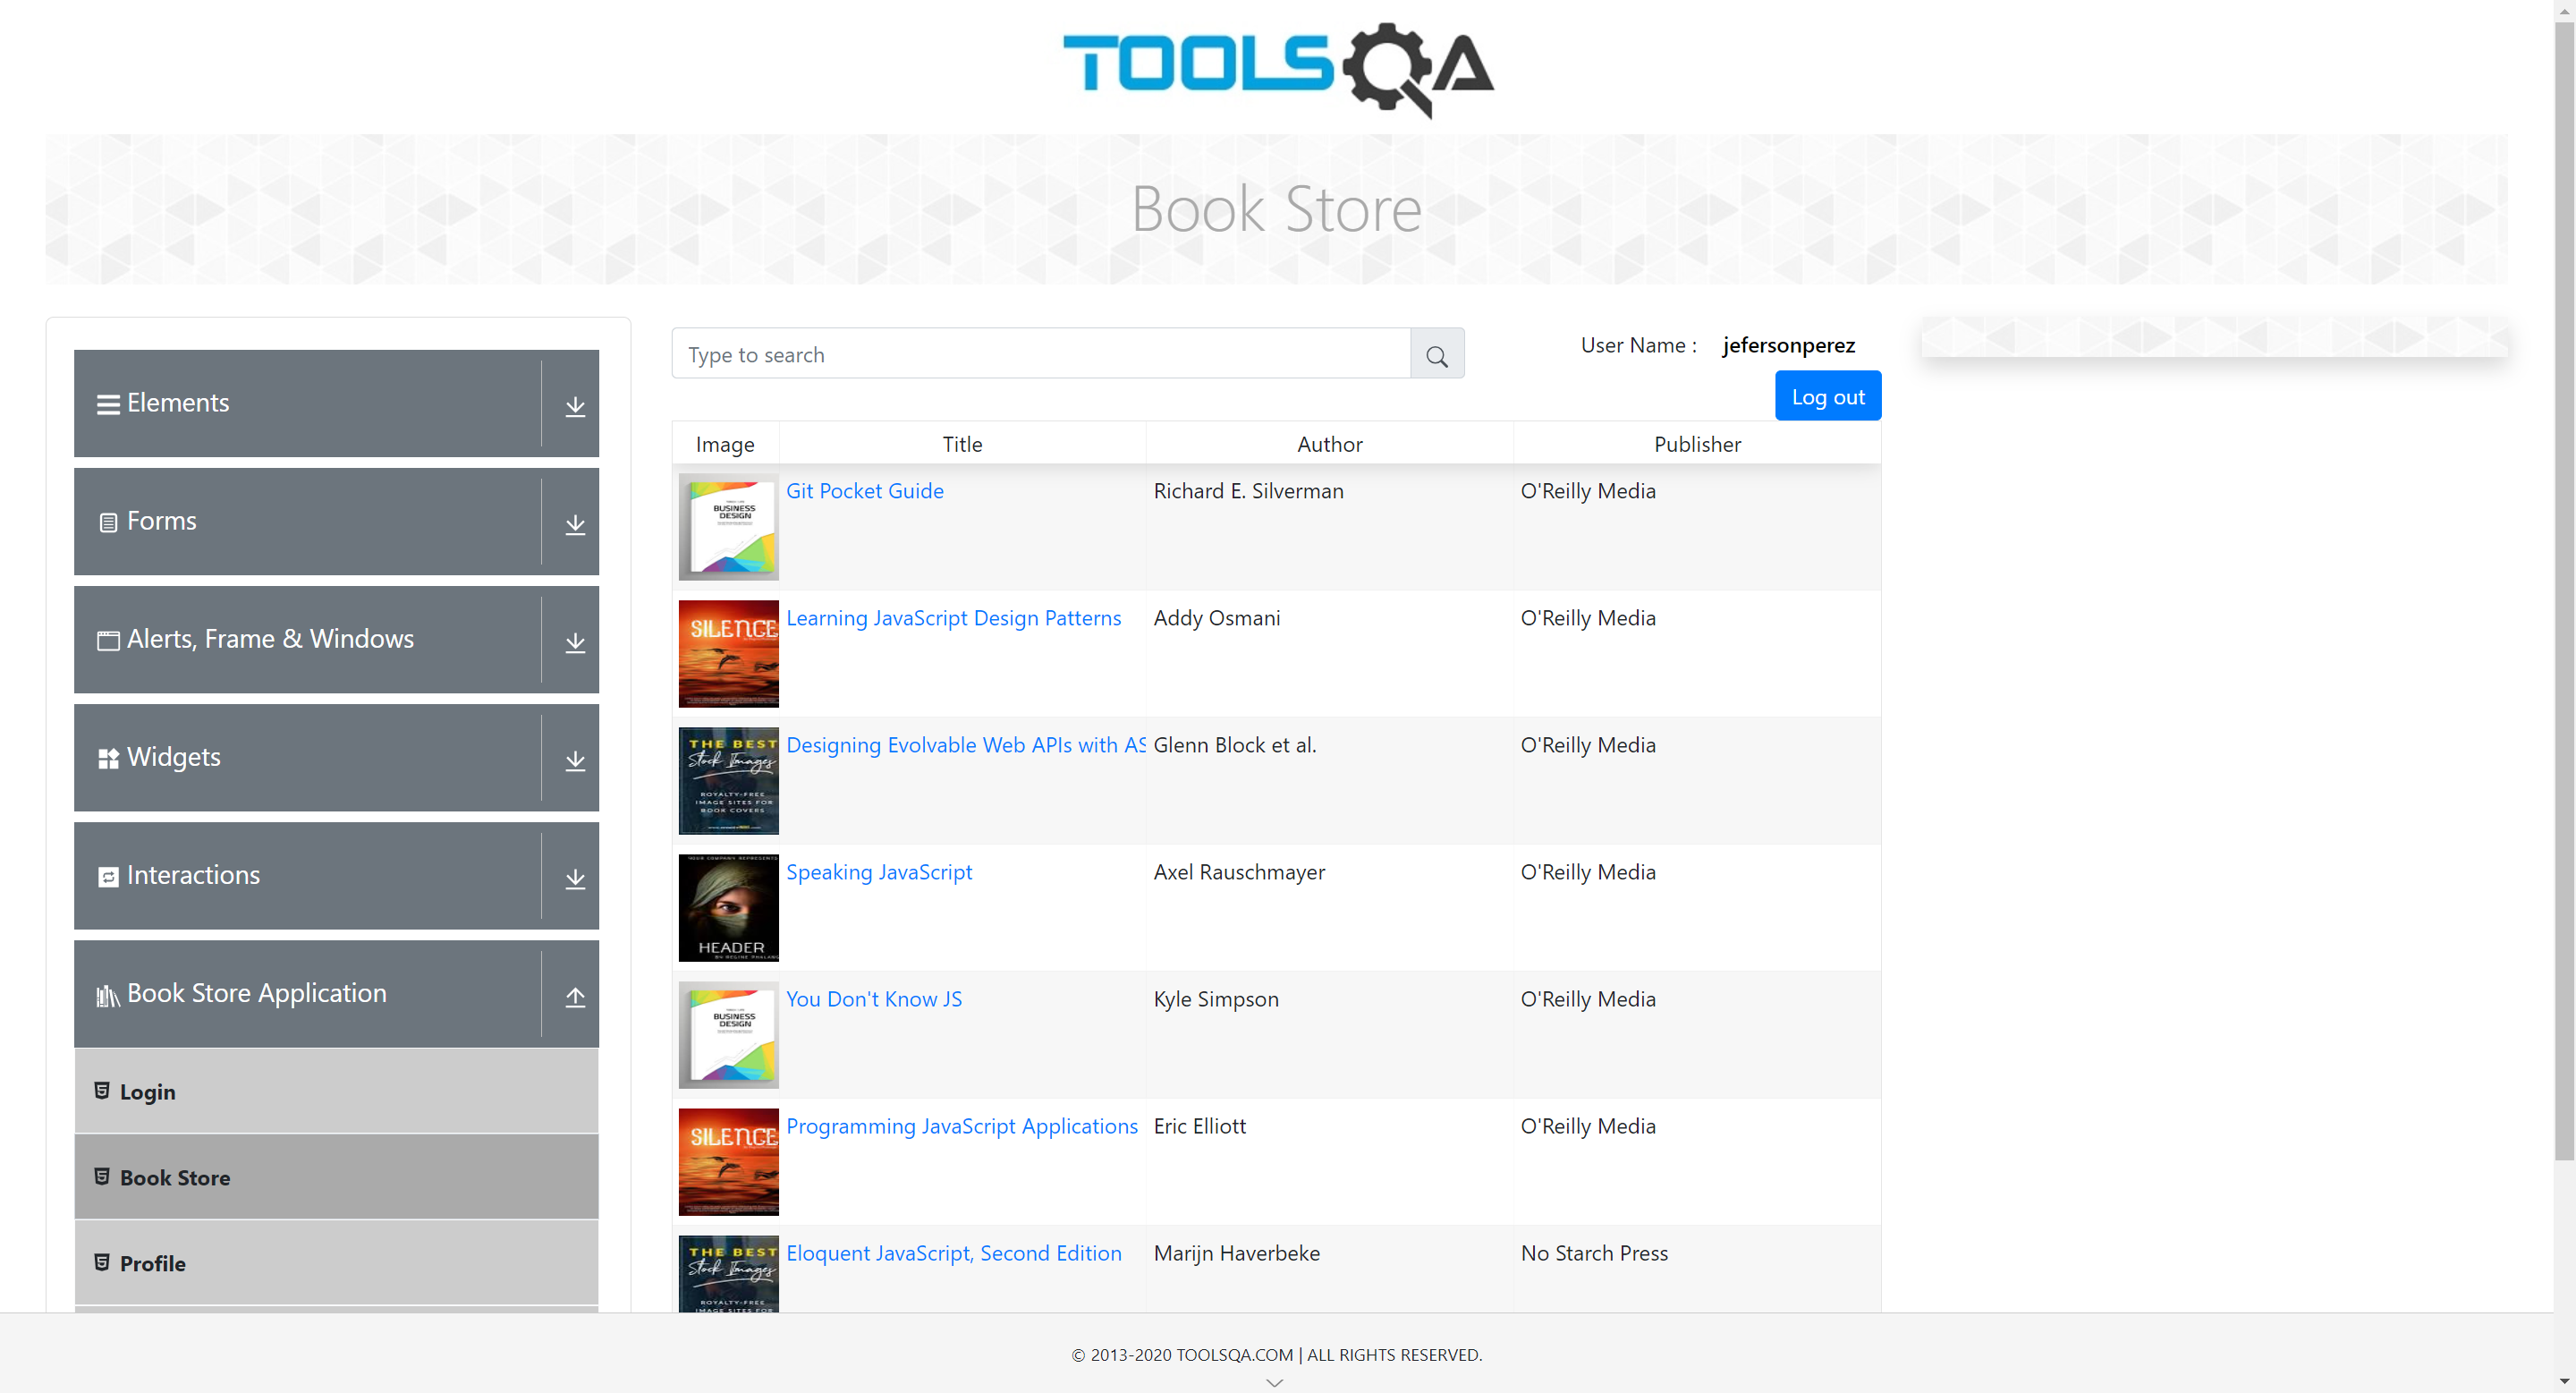 TOOLSQA
Book Store
Elements
Forms
Alerts, Frame & Windows
Widgets
Interactions
Book Store Application
Login
Book Store
Profile
Type to search
User Name : jefersonperez
Log out
Image Title Author Publisher
BUSINESS
DESIGN
Git Pocket Guide Richard E. Silverman O'Reilly Media
SILENCE
Learning JavaScript Design Patterns Addy Osmani O'Reilly Media
THE BEST
Stock Images
ROYALTY-FREE
IMAGE SITES FOR
BOOK COVERS
Designing Evolvable Web APIs with AS Glenn Block et al. O'Reilly Media
YOUR COMPANY REPRESENTS
HEADER
Speaking JavaScript Axel Rauschmayer O'Reilly Media
BUSINESS
DESIGN
You Don't Know JS Kyle Simpson O'Reilly Media
SILENCE
Programming JavaScript Applications Eric Elliott O'Reilly Media
THE BEST
Stock Images
ROYALTY-FREE
IMAGE SITES FOR
Eloquent JavaScript, Second Edition Marijn Haverbeke No Starch Press
© 2013-2020 TOOLSQA.COM | ALL RIGHTS RESERVED.